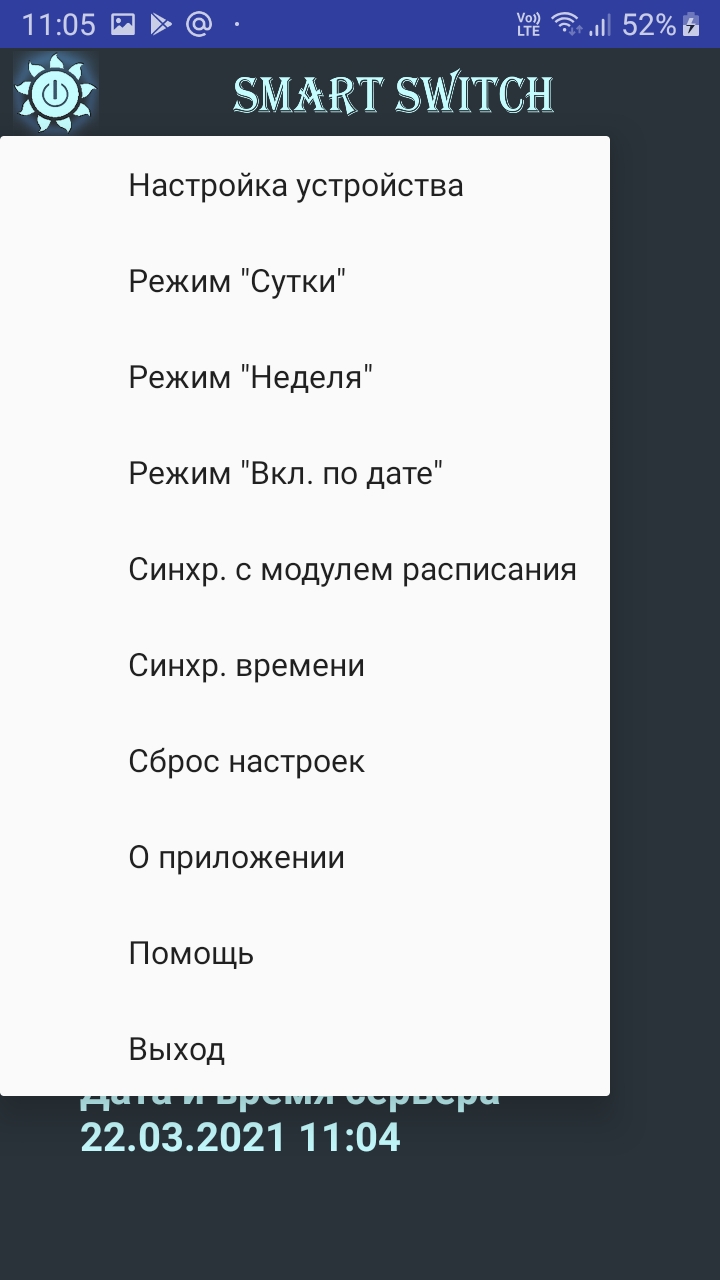 11:05
Vo)) LTE
52%
SMART SWITCH
Настройка устройства
Режим "Сутки"
Режим "Неделя"
Режим "Вкл. по дате"
Синхр. с модулем расписания
Синхр. времени
Сброс настроек
О приложении
Помощь
Выход
Дата и время сервера
22.03.2021 11:04